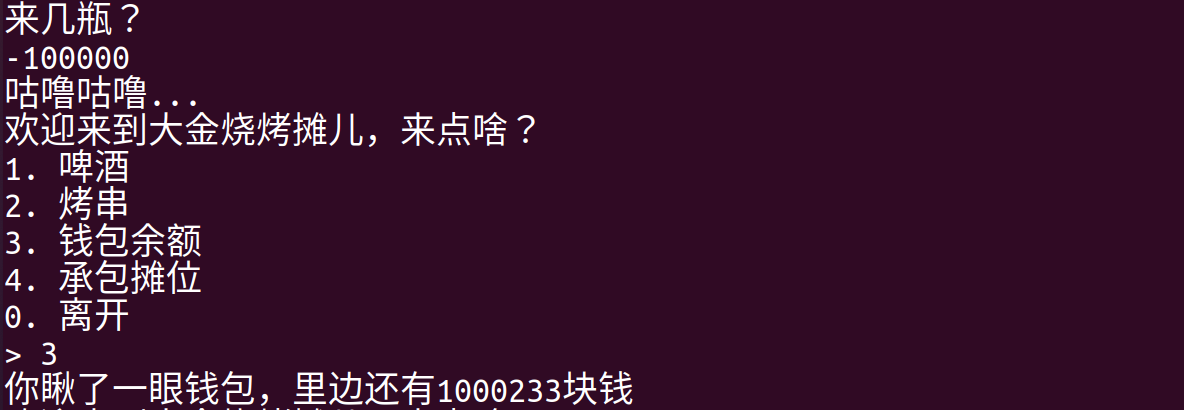 来几瓶？
-100000
咕噜咕噜...
欢迎来到大金烧烤摊儿，来点啥？
1. 啤酒
2. 烤串
3. 钱包余额
4. 承包摊位
0. 离开
> 3
你瞅了一眼钱包，里边还有1000233块钱